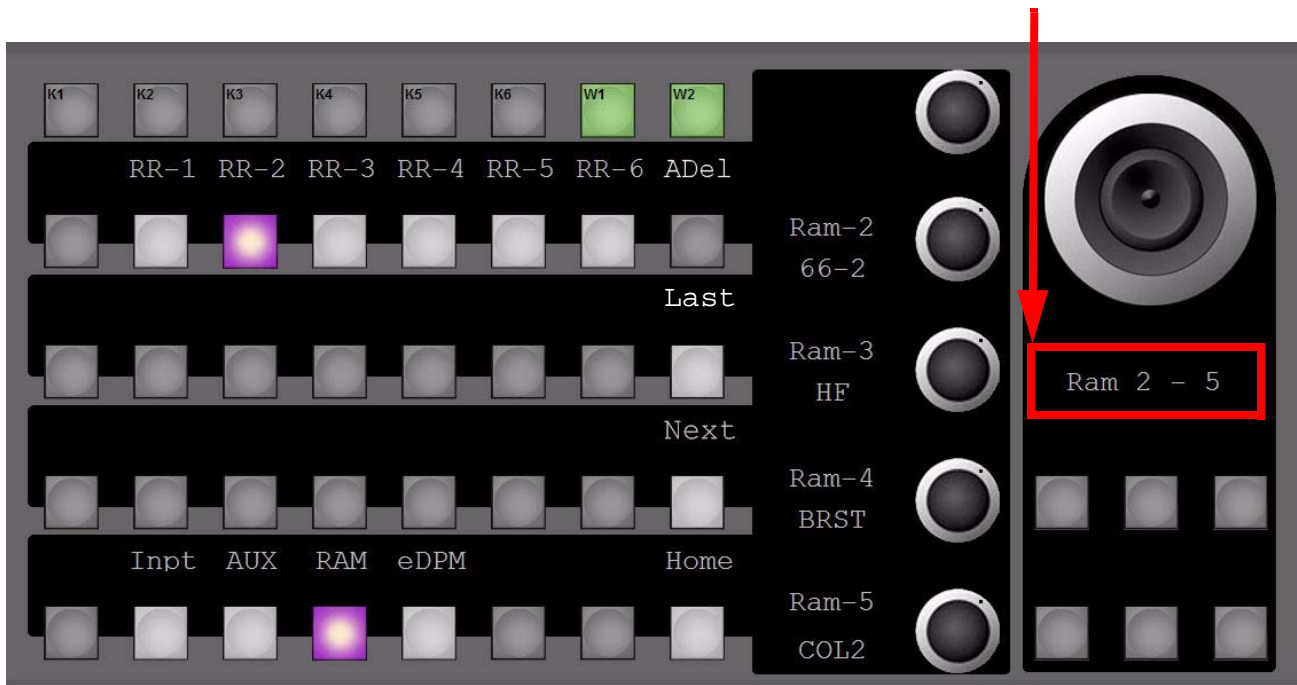 K1 K2 K3 K4 K5 K6 W1 W2
RR-1 RR-2 RR-3 RR-4 RR-5 RR-6 ADel
Last
Next
Inpt AUX RAM eDPM Home
Ram-2
66-2
Ram-3
HF
Ram-4
BRST
Ram-5
COL2
Ram 2 - 5